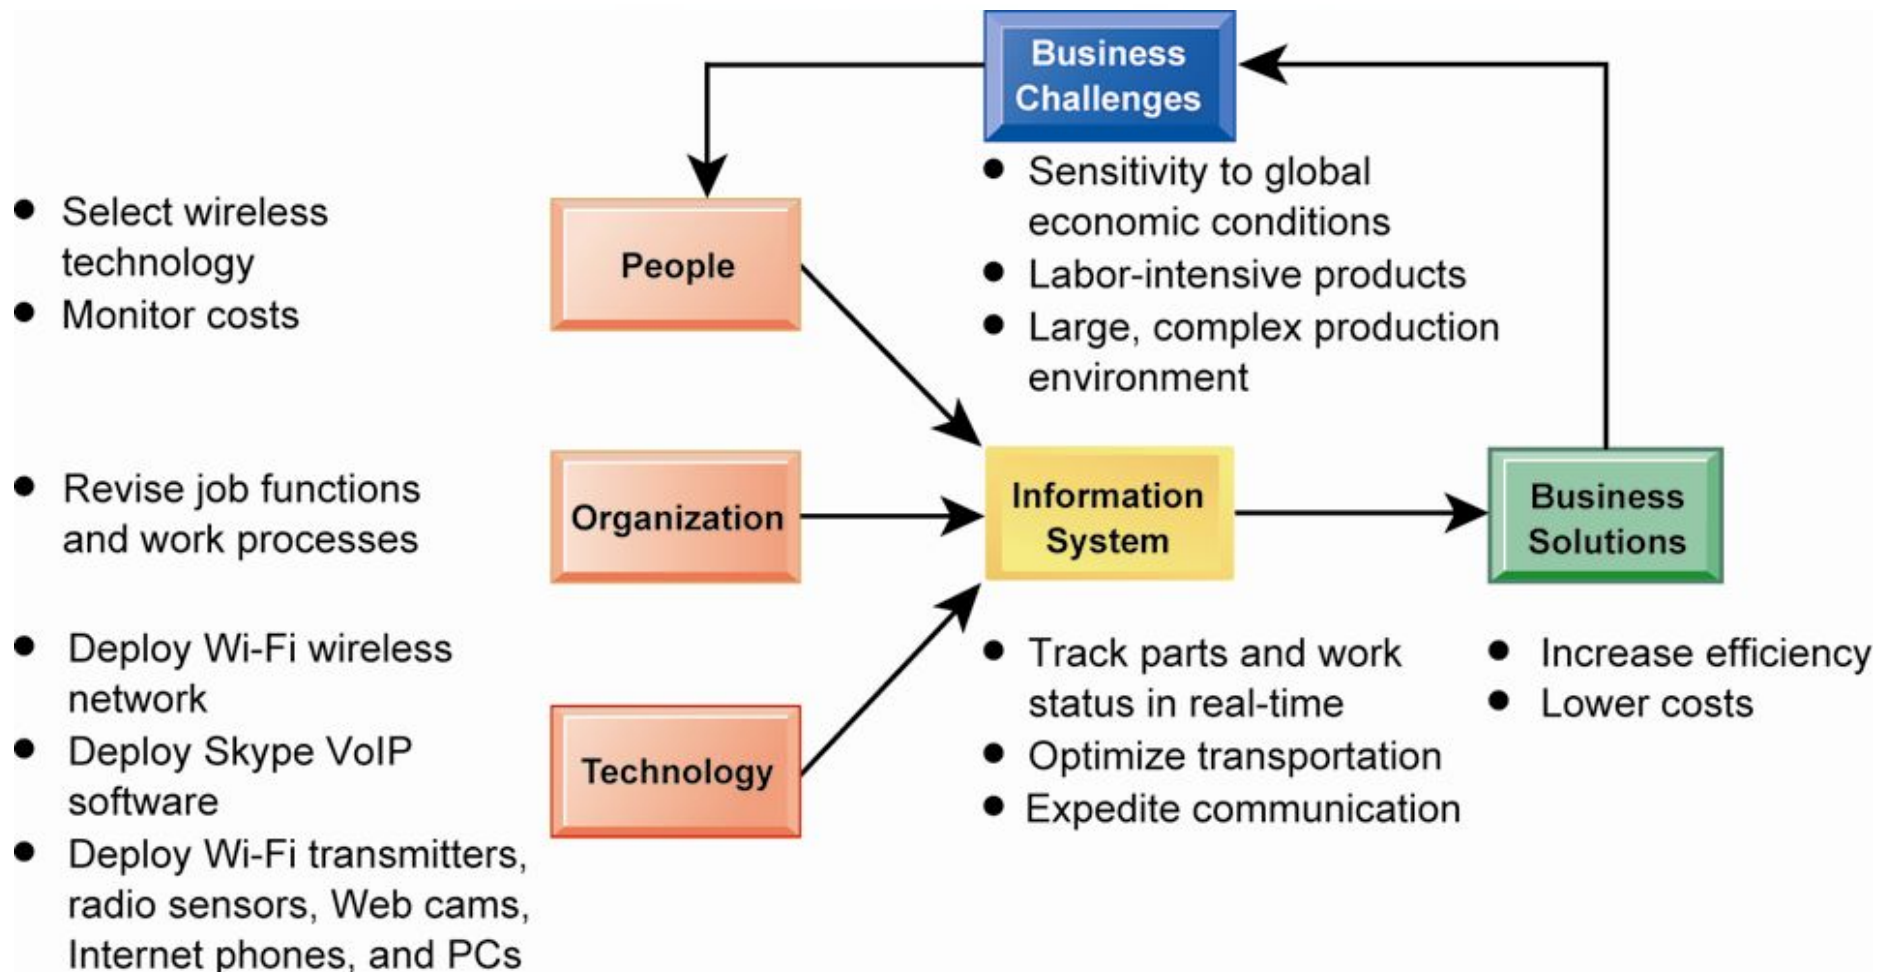 Business
Challenges
● Sensitivity to global
economic conditions
● Labor-intensive products
● Large, complex production
environment
● Select wireless
technology
● Monitor costs
People
● Revise job functions
and work processes
Organization
Information
System
Business
Solutions
● Deploy Wi-Fi wireless
network
● Deploy Skype VoIP
software
● Deploy Wi-Fi transmitters,
radio sensors, Web cams,
Internet phones, and PCs
Technology
● Track parts and work
status in real-time
● Optimize transportation
● Expedite communication
● Increase efficiency
● Lower costs